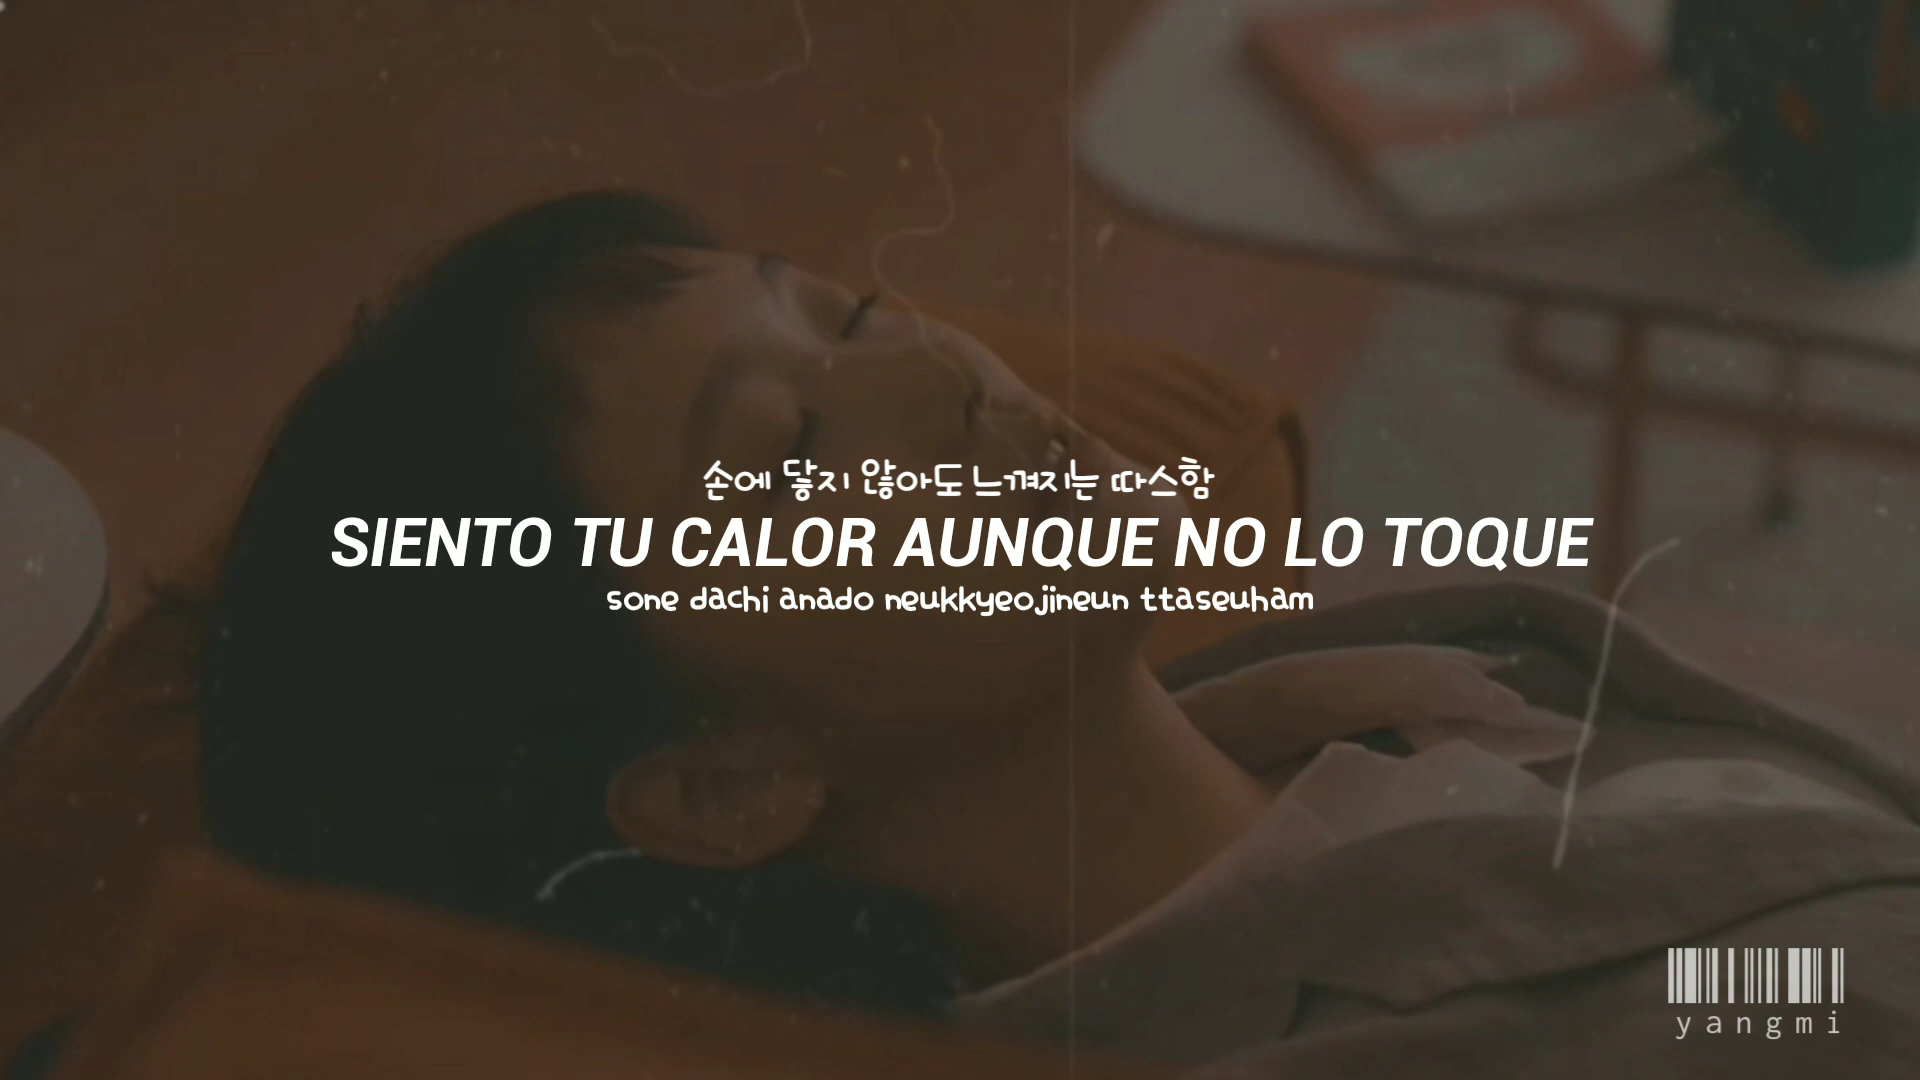 손에 닿지 않아도 느껴지는 따스함
SIENTO TU CALOR AUNQUE NO LO TOQUE
sone dachi anado neukkyeojineun ttaseuham
yangmi